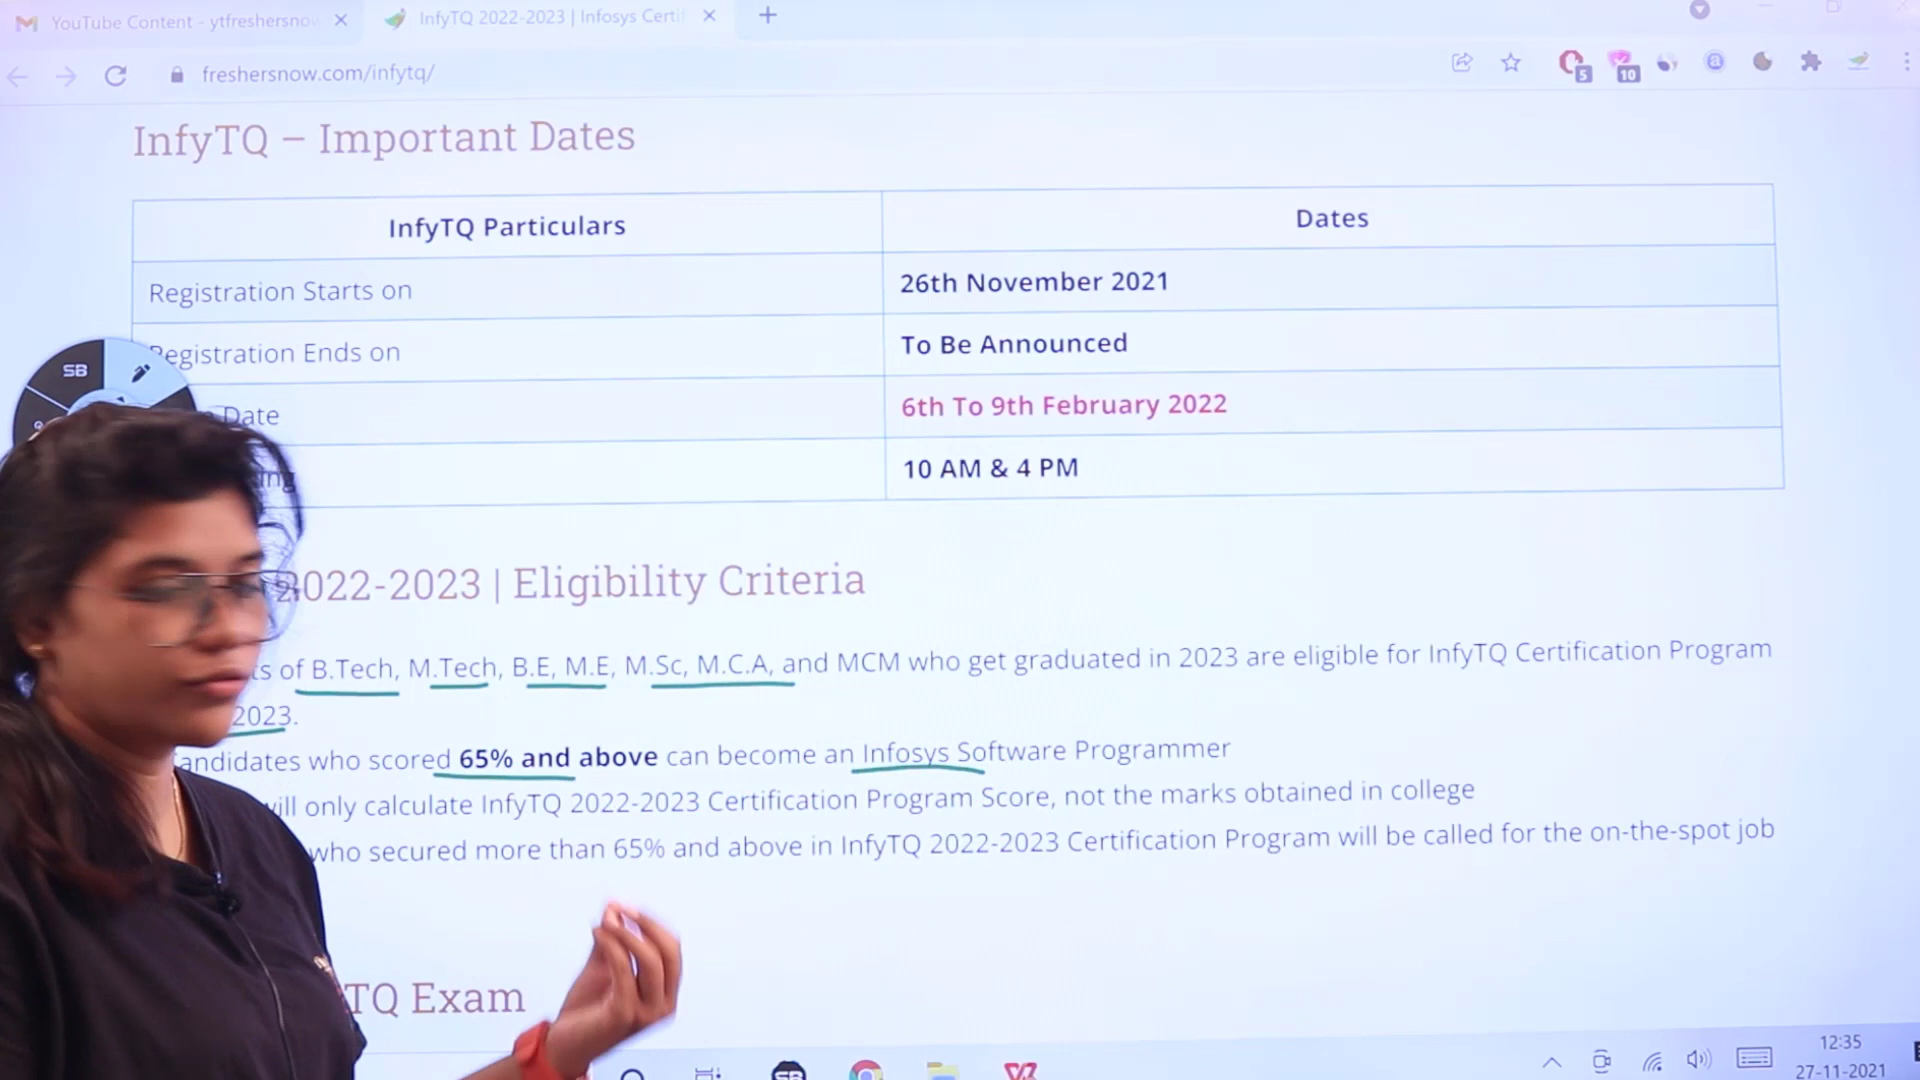 YouTube Content - ytfreshersno
InfyTQ 2022-2023 | Infosys Certi
freshersnow.com/infytq/
5
10
a
InfyTQ – Important Dates
InfyTQ Particulars
Dates
Registration Starts on
26th November 2021
Registration Ends on
To Be Announced
Date
6th To 9th February 2022
10 AM & 4 PM
SB
2022-2023 | Eligibility Criteria
of B.Tech, M.Tech, B.E, M.E, M.Sc, M.C.A, and MCM who get graduated in 2023 are eligible for InfyTQ Certification Program
2023.
andidates who scored 65% and above can become an Infosys Software Programmer
will only calculate InfyTQ 2022-2023 Certification Program Score, not the marks obtained in college
who secured more than 65% and above in InfyTQ 2022-2023 Certification Program will be called for the on-the-spot job
TQ Exam
SB
12:35
27-11-2021